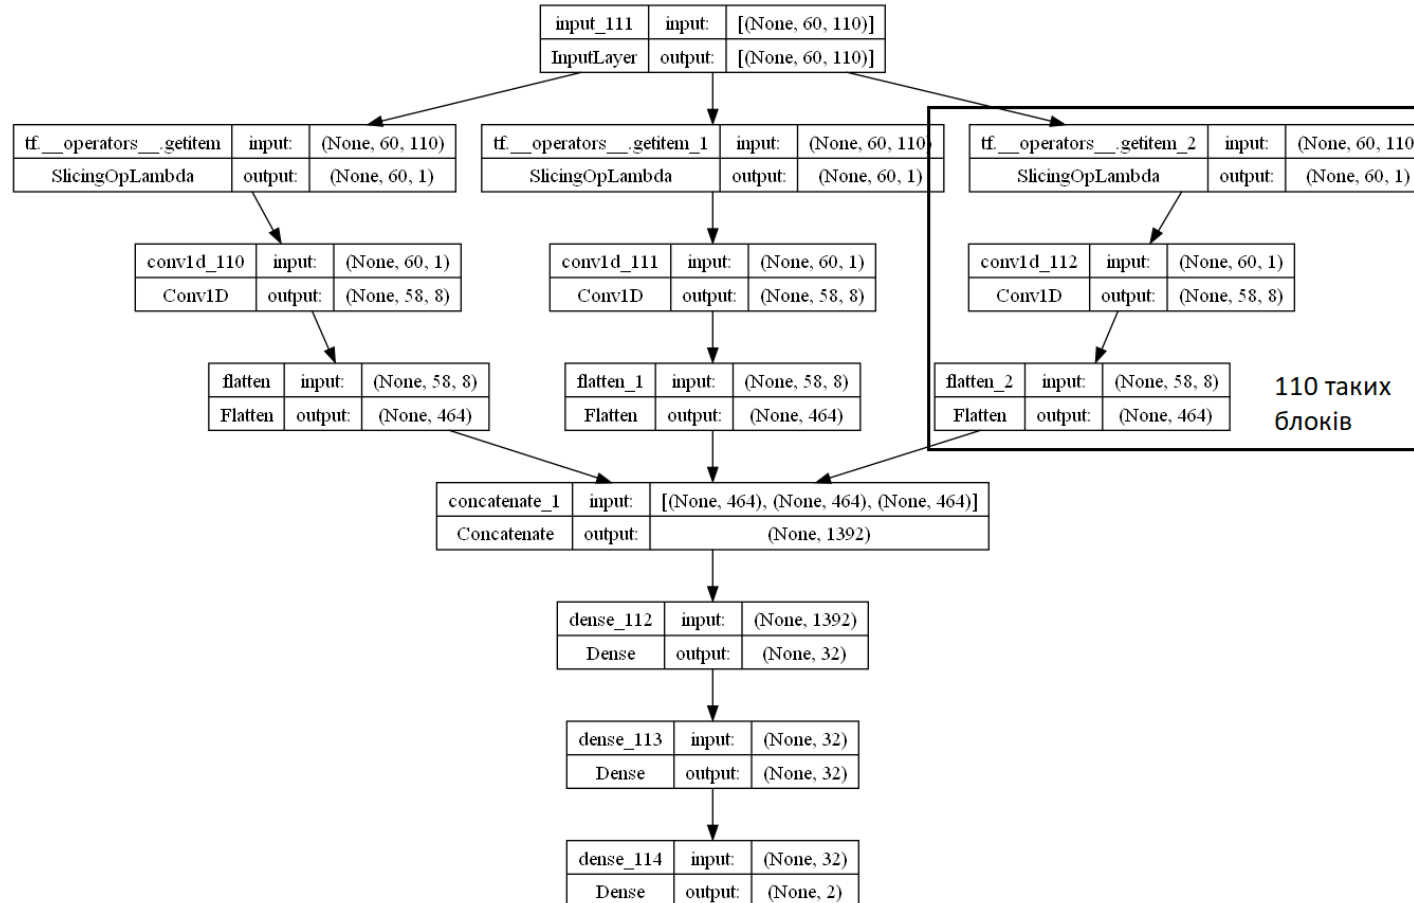 input_111 input: [(None, 60, 110)]
InputLayer output: [(None, 60, 110)]
tf.__operators__.getitem input: (None, 60, 110)
SlicingOpLambda output: (None, 60, 1)
tf.__operators__.getitem_1 input: (None, 60, 110)
SlicingOpLambda output: (None, 60, 1)
tf.__operators__.getitem_2 input: (None, 60, 110
SlicingOpLambda output: (None, 60, 1)
conv1d_110 input: (None, 60, 1)
Conv1D output: (None, 58, 8)
conv1d_111 input: (None, 60, 1)
Conv1D output: (None, 58, 8)
conv1d_112 input: (None, 60, 1)
Conv1D output: (None, 58, 8)
flatten input: (None, 58, 8)
Flatten output: (None, 464)
flatten_1 input: (None, 58, 8)
Flatten output: (None, 464)
flatten_2 input: (None, 58, 8)
Flatten output: (None, 464)
110 таких
блоків
concatenate_1 input: [(None, 464), (None, 464), (None, 464)]
Concatenate output: (None, 1392)
dense_112 input: (None, 1392)
Dense output: (None, 32)
dense_113 input: (None, 32)
Dense output: (None, 32)
dense_114 input: (None, 32)
Dense output: (None, 2)